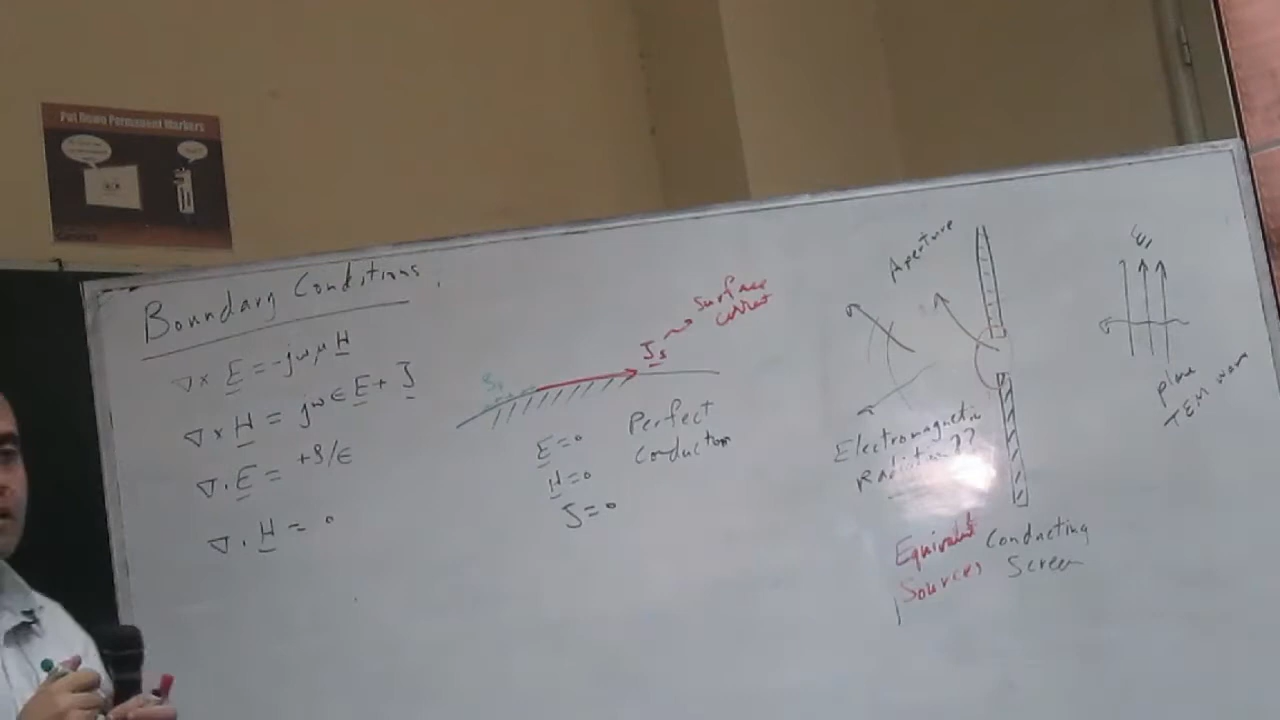 Put Down Permanent Markers
Boundary Conditions.
∇× E = -jωμ H
∇× H = jω ϵ E + J
∇. E = +ρ/ϵ
∇. H = 0
Js
Surface
current
Perfect
conductor
E=0
H=0
J=0
Aperture
E
plane
TEM wave
Electromagnetic
Radiation??
Conducting
Screen
Equivalent
Sources